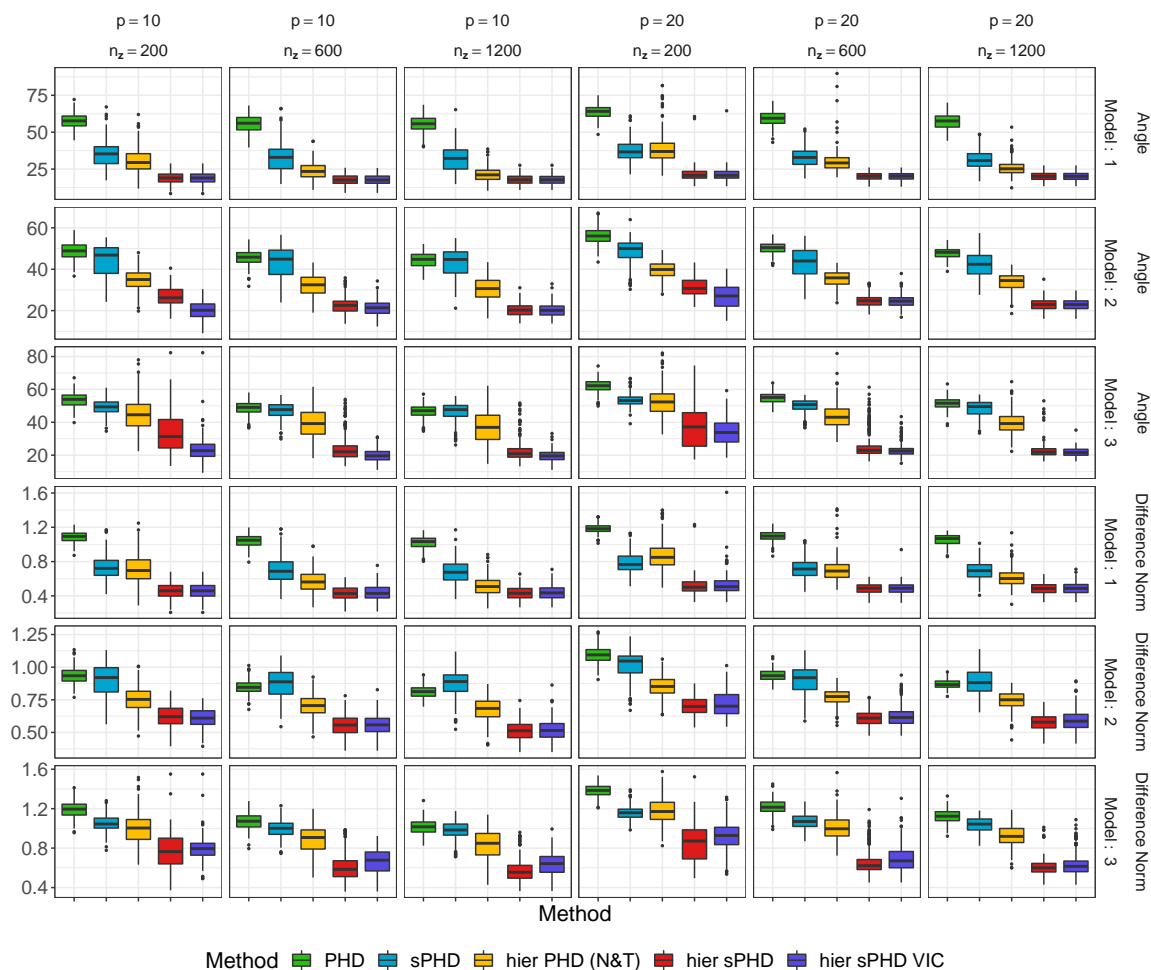 p = 10 p = 10 p = 10 p = 20 p = 20 p = 20
n_z = 200 n_z = 600 n_z = 1200 n_z = 200 n_z = 600 n_z = 1200
75
50
25
Angle
Model : 1
60
40
20
Angle
Model : 2
80
60
40
20
Angle
Model : 3
1.6
1.2
0.8
0.4
Difference Norm
Model : 1
1.25
1.00
0.75
0.50
Difference Norm
Model : 2
1.6
1.2
0.8
0.4
Difference Norm
Model : 3
Method
Method PHD sPHD hier PHD (N&T) hier sPHD hier sPHD VIC